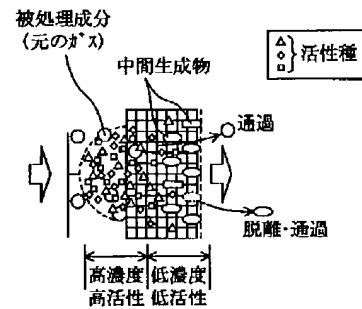 被処理成分
(元のガス)
中間生成物
活性種
通過
脱離・通過
高濃度 低濃度
高活性 低活性